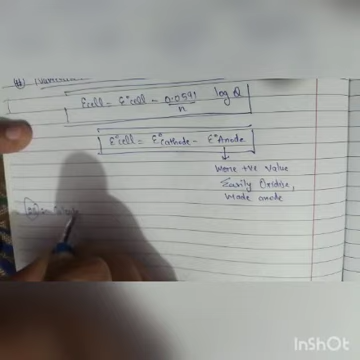 Ecell = E°cell - 0.0591/n log Q
E°cell = E°cathode - E°Anode
↓
More +ve value
Easily Oxidise,
Made anode
InShOt